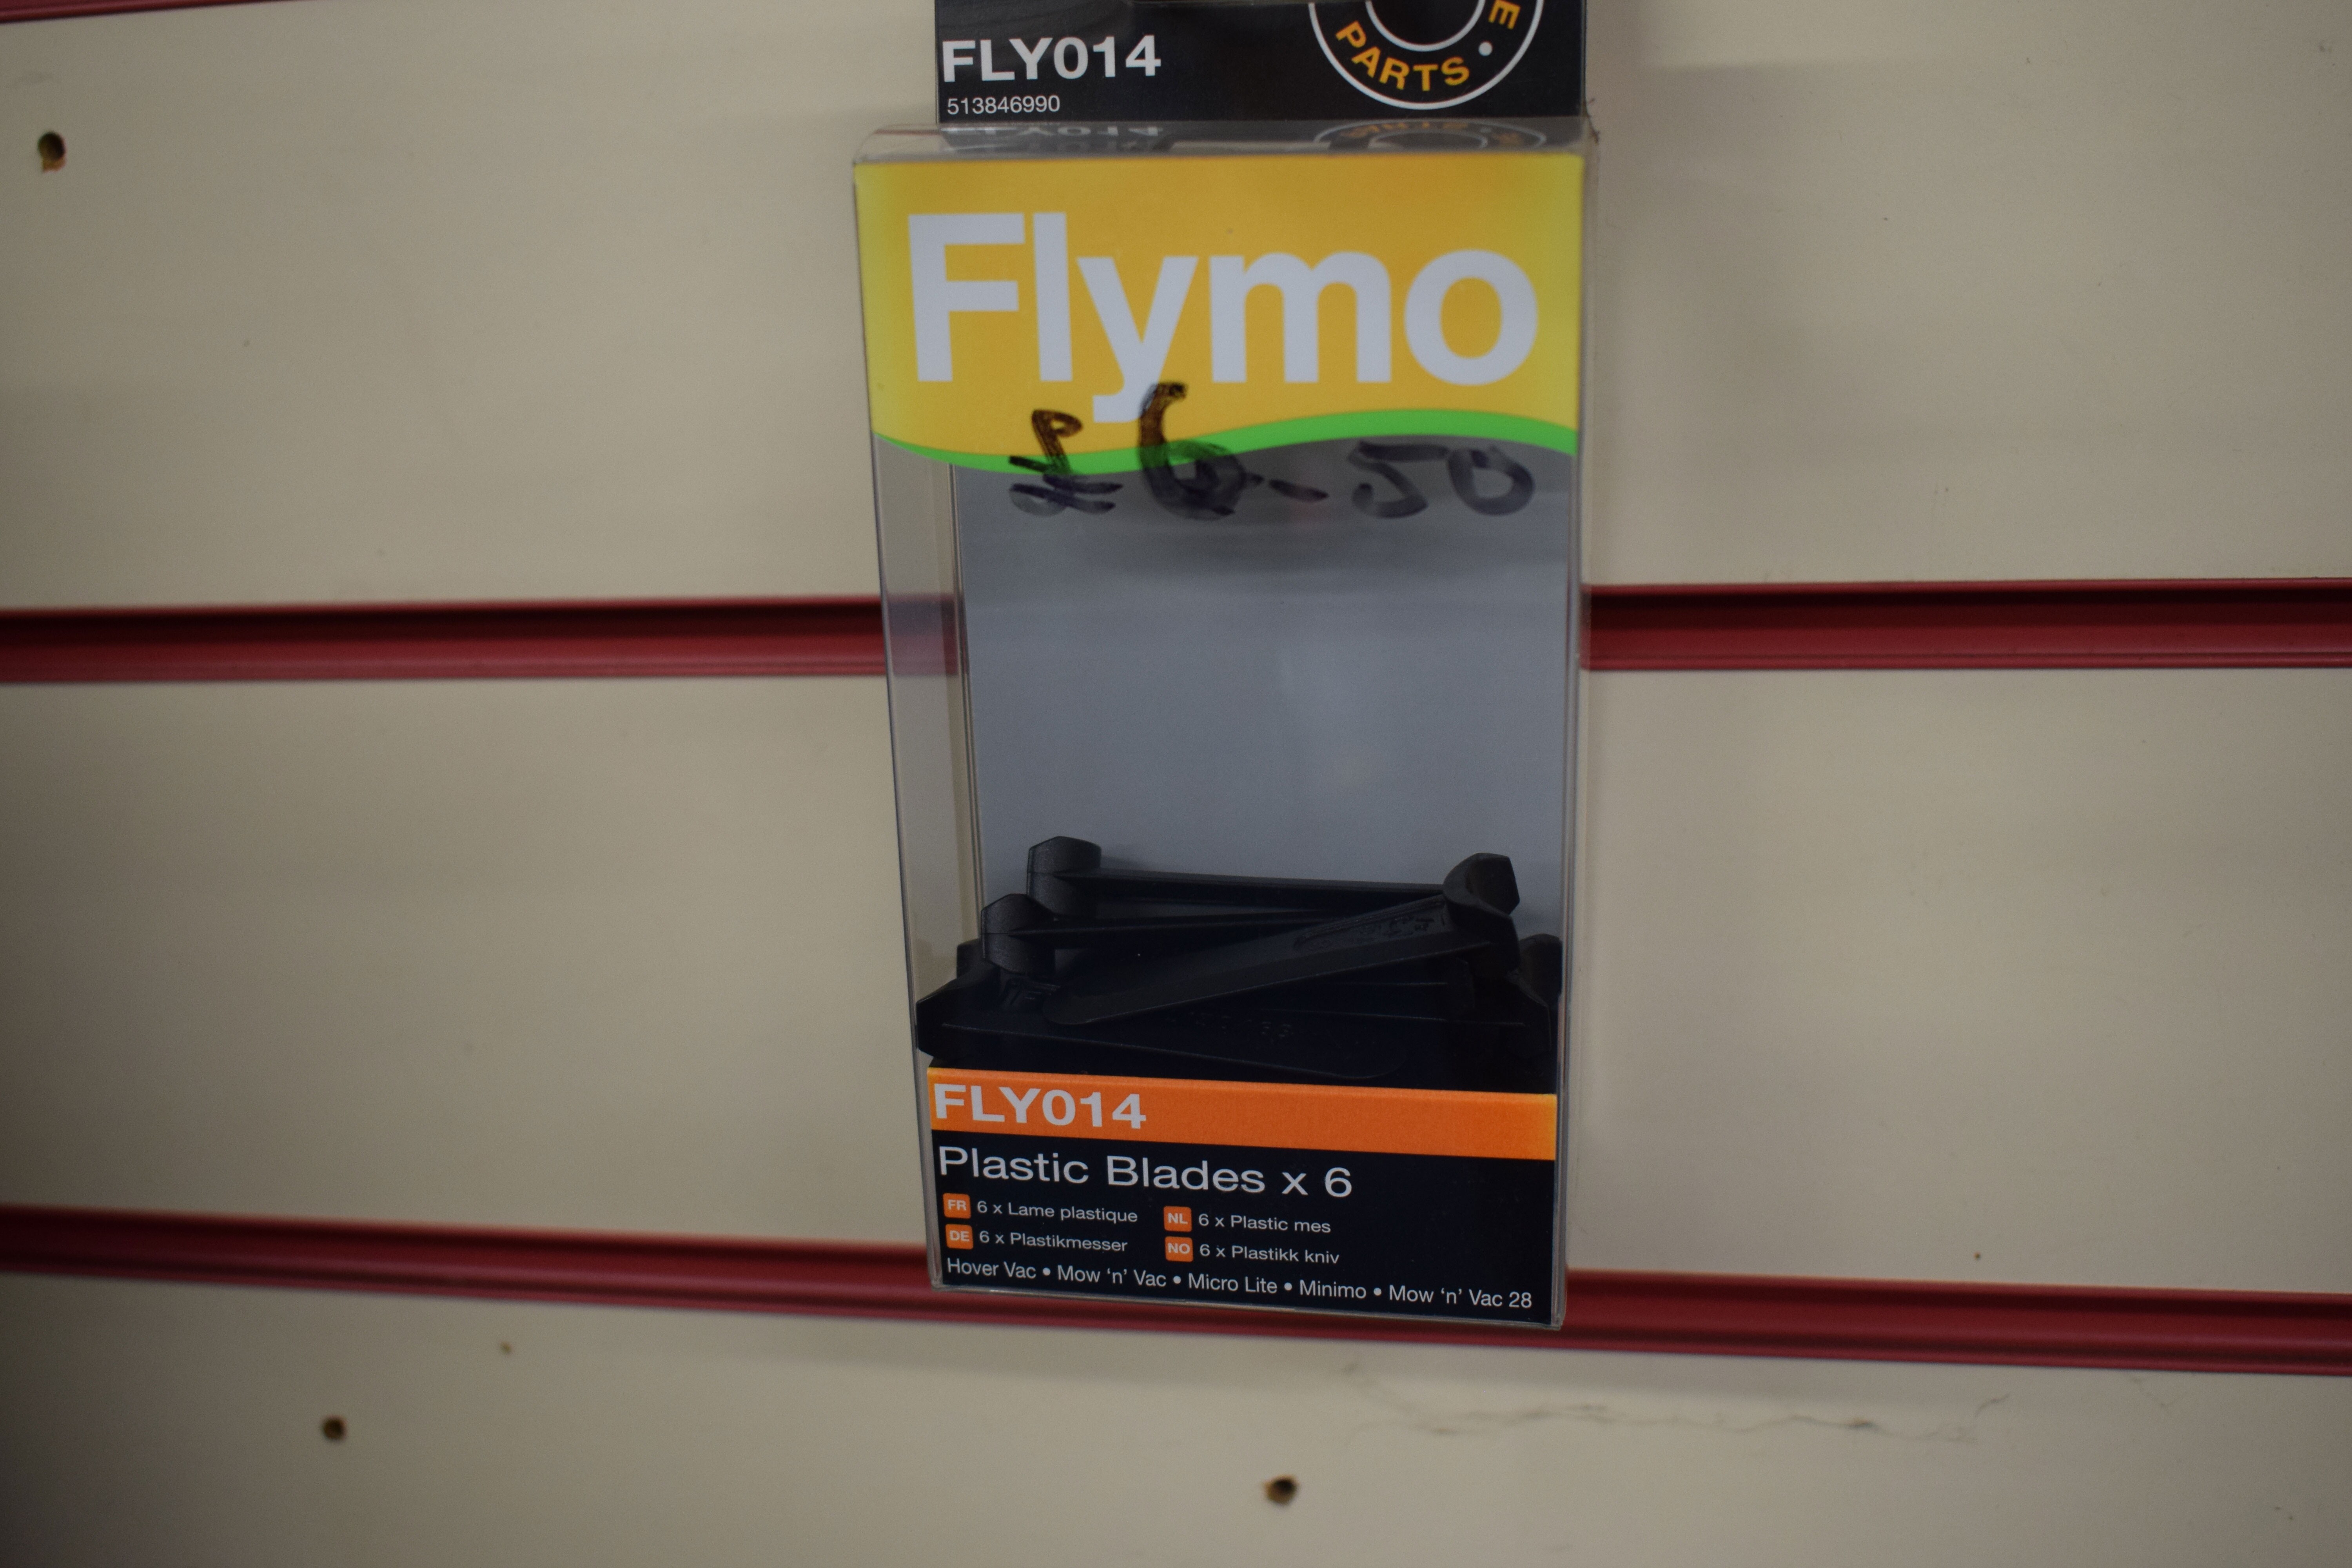 FLY014
513846990
E • PARTS
Flymo
£6-20
FLY014
Plastic Blades x 6
FR 6 x Lame plastique
NL 6 x Plastic mes
DE 6 x Plastikmesser
NO 6 x Plastikk kniv
Hover Vac • Mow ‘n’ Vac • Micro Lite • Minimo • Mow ‘n’ Vac 28